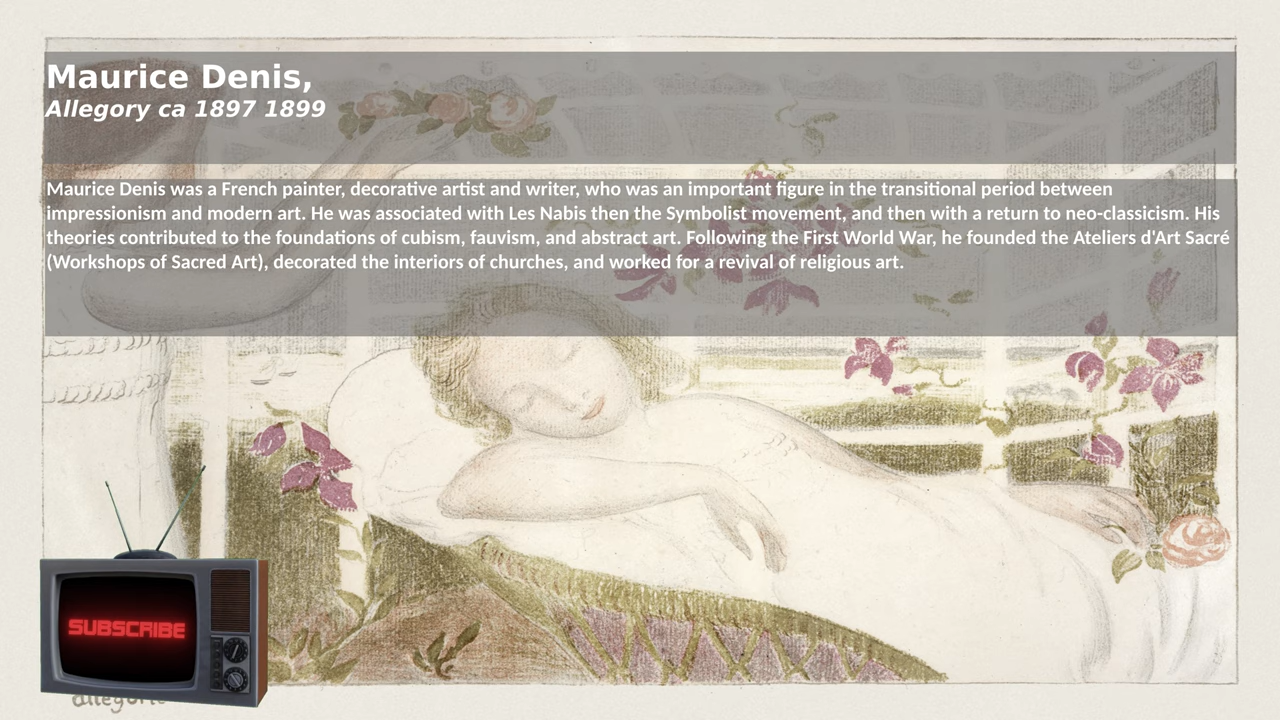 Maurice Denis,
Allegory ca 1897 1899
Maurice Denis was a French painter, decorative artist and writer, who was an important figure in the transitional period between
impressionism and modern art. He was associated with Les Nabis then the Symbolist movement, and then with a return to neo-classicism. His
theories contributed to the foundations of cubism, fauvism, and abstract art. Following the First World War, he founded the Ateliers d'Art Sacré
(Workshops of Sacred Art), decorated the interiors of churches, and worked for a revival of religious art.
SUBSCRIBE